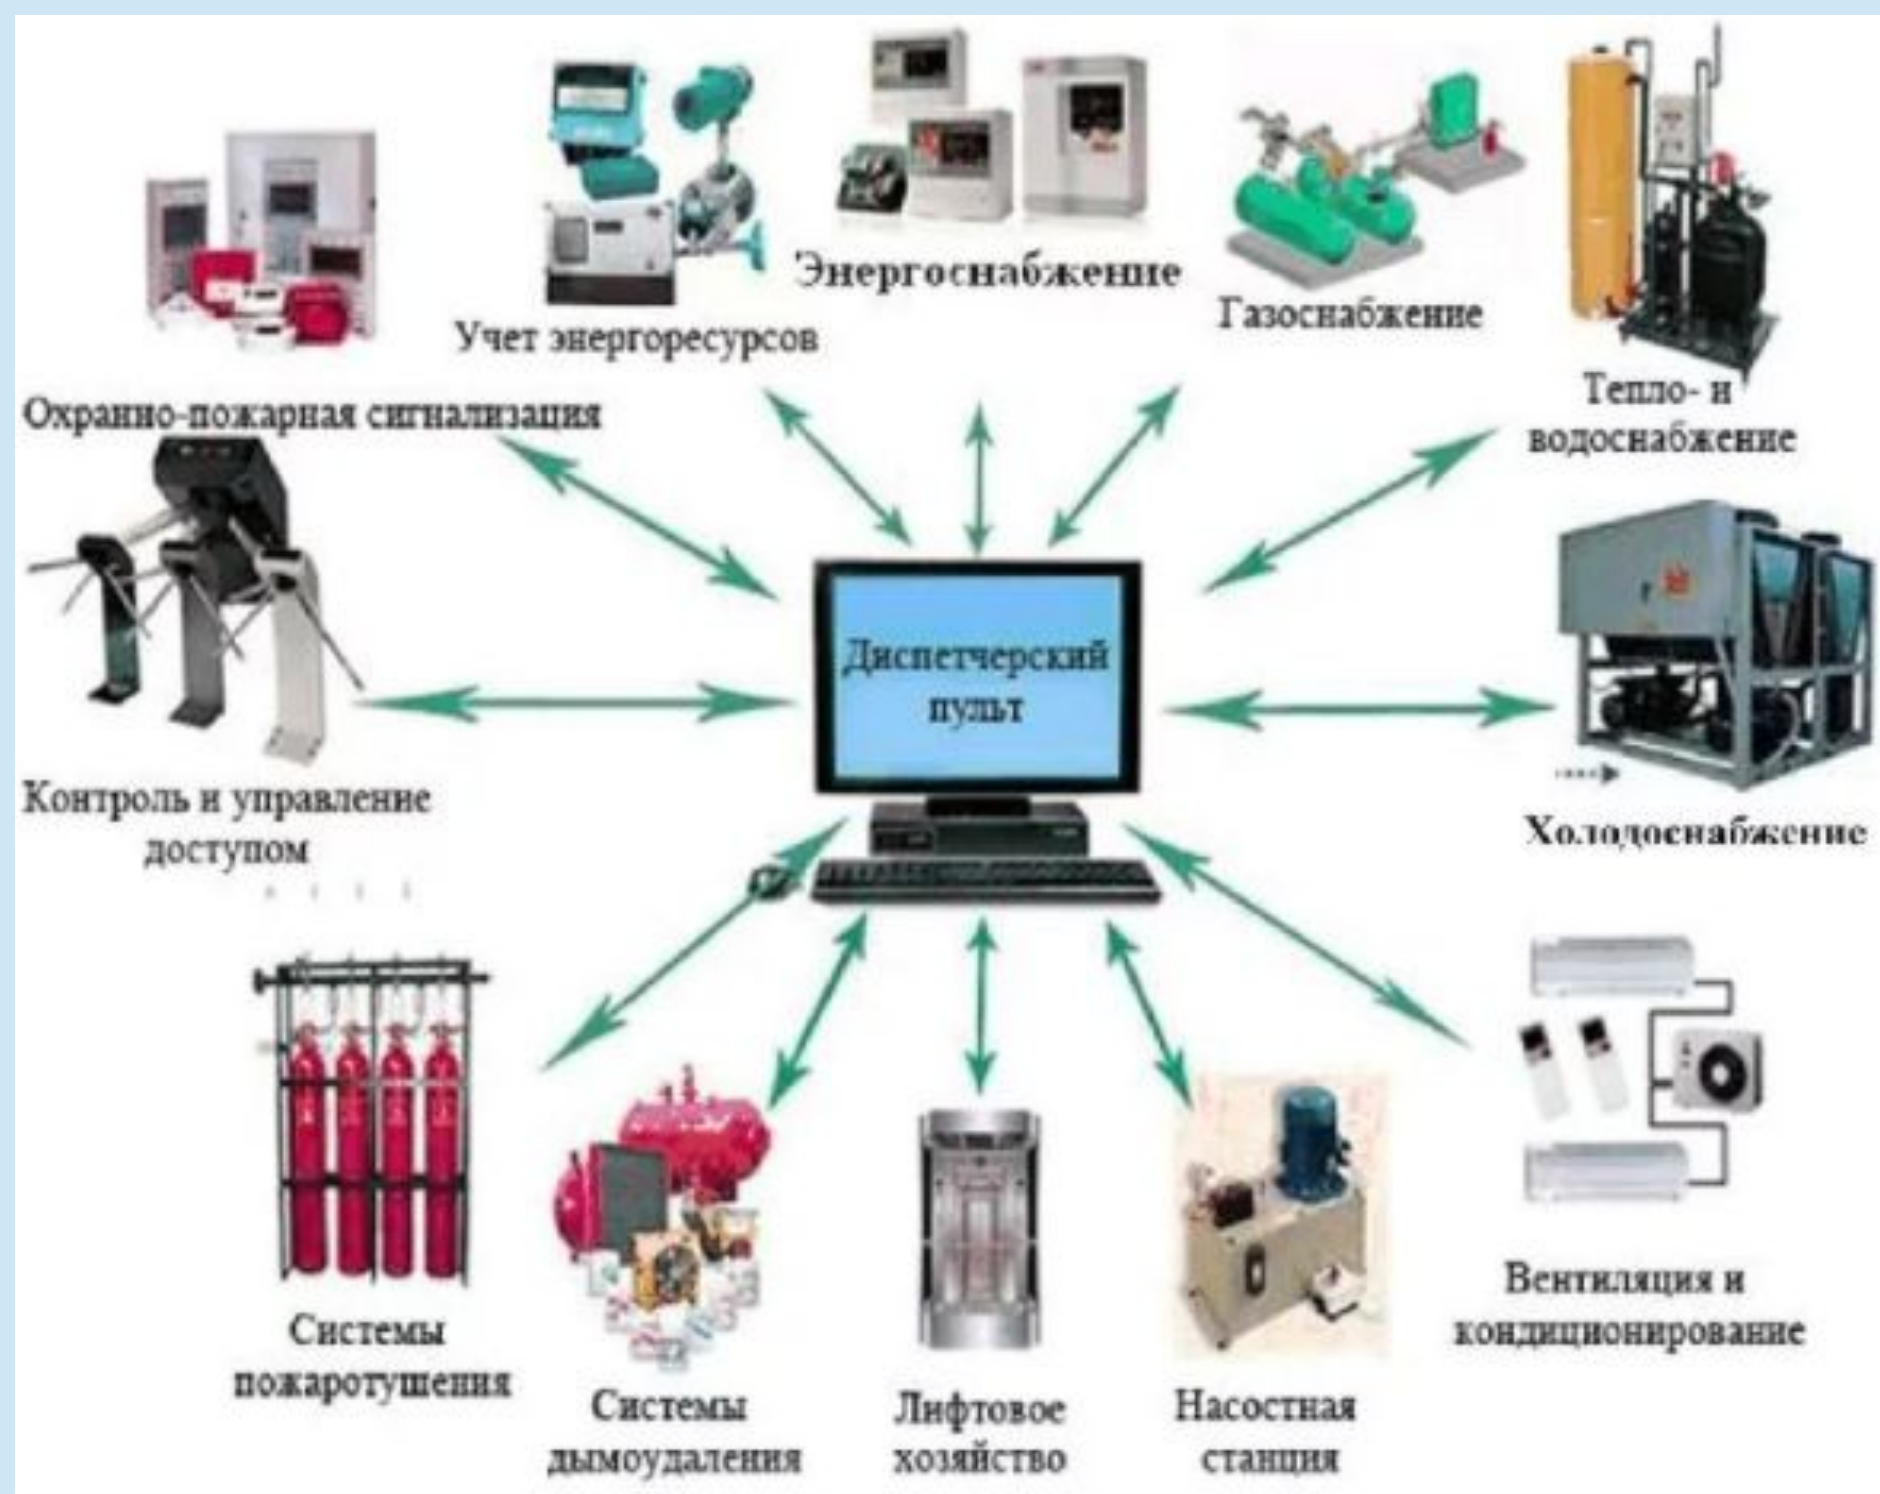 Энергоснабжение
Газоснабжение
Учет энергоресурсов
Тепло- и
водоснабжение
Охранно-пожарная сигнализация
Диспетчерский
пульт
Контроль и управление
доступом
Холодоснабжение
Системы
пожаротушения
Вентиляция и
кондиционирование
Системы
дымоудаления
Лифтовое
хозяйство
Насостная
станция